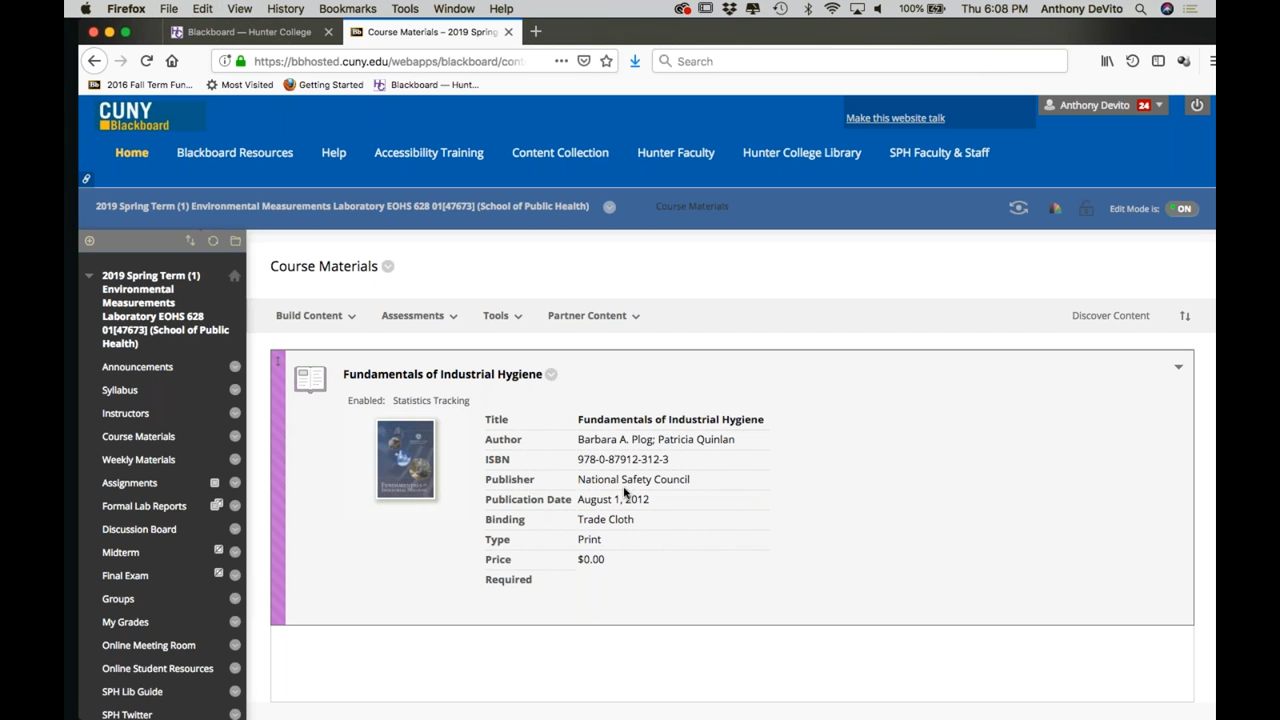 Firefox File Edit View History Bookmarks Tools Window Help 100% Thu 6:08 PM Anthony DeVito
Blackboard — Hunter College
Course Materials – 2019 Spring
https://bbhosted.cuny.edu/webapps/blackboard/con
Search
2016 Fall Term Fun... Most Visited Getting Started Blackboard — Hunt...
CUNY
Blackboard
Make this website talk
Anthony Devito 24
Home Blackboard Resources Help Accessibility Training Content Collection Hunter Faculty Hunter College Library SPH Faculty & Staff
2019 Spring Term (1) Environmental Measurements Laboratory EOHS 628 01[47673] (School of Public Health) Course Materials Edit Mode is: ON
2019 Spring Term (1)
Environmental
Measurements
Laboratory EOHS 628
01[47673] (School of Public
Health)
Announcements
Syllabus
Instructors
Course Materials
Weekly Materials
Assignments
Formal Lab Reports
Discussion Board
Midterm
Final Exam
Groups
My Grades
Online Meeting Room
Online Student Resources
SPH Lib Guide
SPH Twitter
Course Materials
Build Content Assessments Tools Partner Content Discover Content
Fundamentals of Industrial Hygiene
Enabled: Statistics Tracking
Title Fundamentals of Industrial Hygiene
Author Barbara A. Plog; Patricia Quinlan
ISBN 978-0-87912-312-3
Publisher National Safety Council
Publication Date August 1, 2012
Binding Trade Cloth
Type Print
Price $0.00
Required